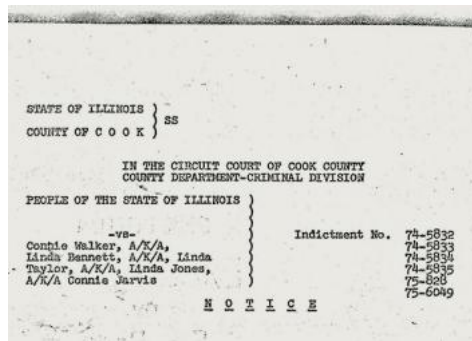 STATE OF ILLINOIS )
) SS
COUNTY OF C O O K )
IN THE CIRCUIT COURT OF COOK COUNTY
COUNTY DEPARTMENT-CRIMINAL DIVISION
PEOPLE OF THE STATE OF ILLINOIS )
-vs- Indictment No. 74-5832
Connie Walker, A/K/A, 74-5833
Linda Bennett, A/K/A, Linda 74-5834
Taylor, A/K/A, Linda Jones, 74-5835
A/K/A Connie Jarvis 75-828
75-6049
N O T I C E